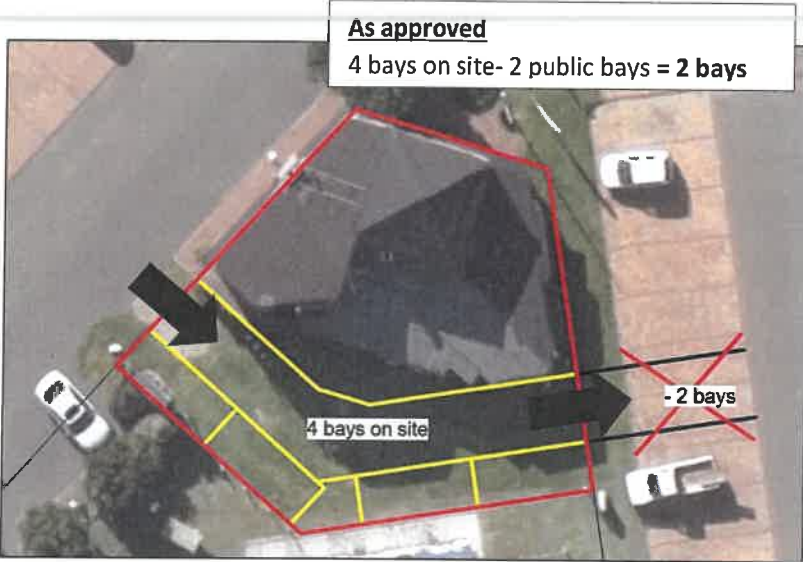 As approved
4 bays on site- 2 public bays = 2 bays
- 2 bays
4 bays on site